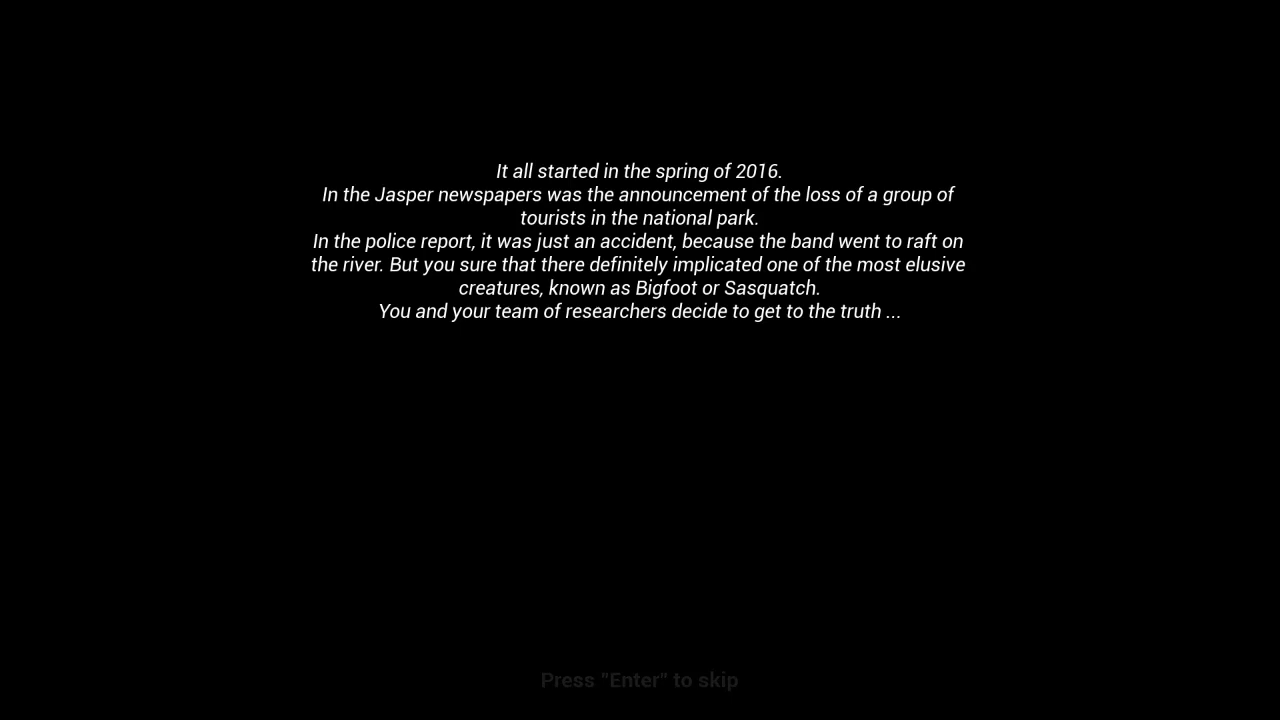 It all started in the spring of 2016.
In the Jasper newspapers was the announcement of the loss of a group of
tourists in the national park.
In the police report, it was just an accident, because the band went to raft on
the river. But you sure that there definitely implicated one of the most elusive
creatures, known as Bigfoot or Sasquatch.
You and your team of researchers decide to get to the truth ...
Press "Enter" to skip